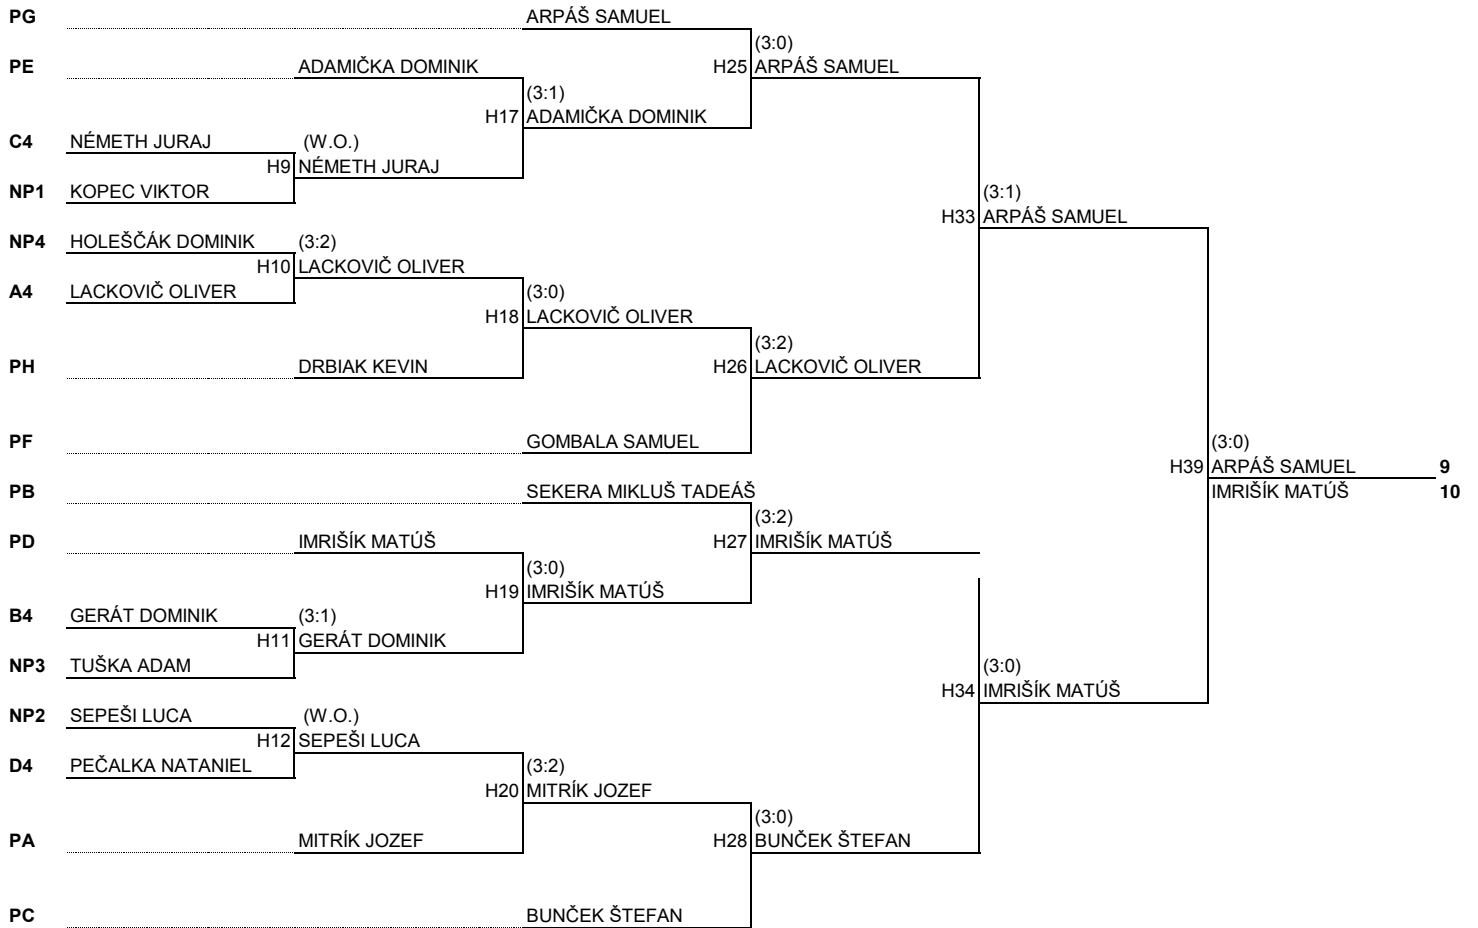 PG ARPÁŠ SAMUEL
(3:0)
PE ADAMIČKA DOMINIK H25 ARPÁŠ SAMUEL
(3:1)
H17 ADAMIČKA DOMINIK
C4 NÉMETH JURAJ (W.O.)
H9 NÉMETH JURAJ
NP1 KOPEC VIKTOR (3:1)
H33 ARPÁŠ SAMUEL
NP4 HOLEŠČÁK DOMINIK (3:2)
H10 LACKOVIČ OLIVER
A4 LACKOVIČ OLIVER (3:0)
H18 LACKOVIČ OLIVER
(3:2)
PH DRBIAK KEVIN H26 LACKOVIČ OLIVER
PF GOMBALA SAMUEL (3:0)
H39 ARPÁŠ SAMUEL 9
PB SEKERA MIKLUŠ TADEÁŠ IMRIŠÍK MATÚŠ 10
(3:2)
PD IMRIŠÍK MATÚŠ H27 IMRIŠÍK MATÚŠ
(3:0)
H19 IMRIŠÍK MATÚŠ
B4 GERÁT DOMINIK (3:1)
H11 GERÁT DOMINIK
NP3 TUŠKA ADAM (3:0)
H34 IMRIŠÍK MATÚŠ
NP2 SEPEŠI LUCA (W.O.)
H12 SEPEŠI LUCA
D4 PEČALKA NATANIEL (3:2)
H20 MITRÍK JOZEF
(3:0)
PA MITRÍK JOZEF H28 BUNČEK ŠTEFAN
PC BUNČEK ŠTEFAN